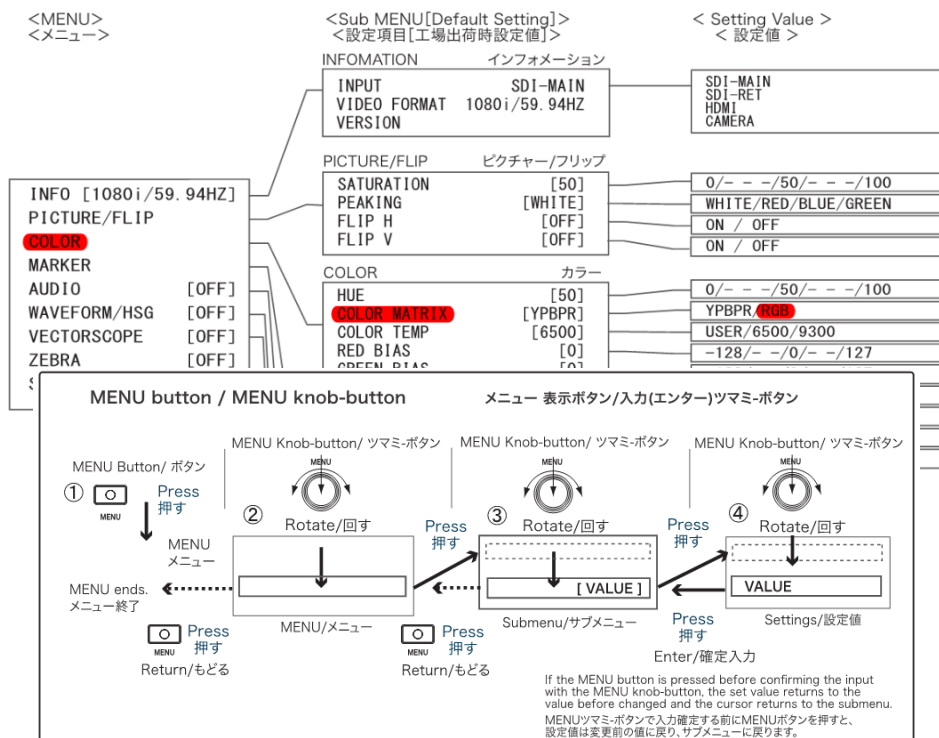 <MENU>
<メニュー>
<Sub MENU[Default Setting]>
<設定項目[工場出荷時設定値]>
< Setting Value >
< 設定値 >
INFOMATION インフォメーション
INPUT SDI-MAIN
VIDEO FORMAT 1080i/59.94HZ
VERSION
SDI-MAIN
SDI-RET
HDMI
CAMERA
INFO [1080i/59.94HZ]
PICTURE/FLIP
COLOR
MARKER
AUDIO [OFF]
WAVEFORM/HSG [OFF]
VECTORSCOPE [OFF]
ZEBRA [OFF]
PICTURE/FLIP ピクチャー/フリップ
SATURATION [50]
PEAKING [WHITE]
FLIP H [OFF]
FLIP V [OFF]
0/- - -/50/- - -/100
WHITE/RED/BLUE/GREEN
ON / OFF
ON / OFF
COLOR カラー
HUE [50]
COLOR MATRIX [YPBPR]
COLOR TEMP [6500]
RED BIAS [0]
GREEN BIAS [0]
0/- - -/50/- - -/100
YPBPR/RGB
USER/6500/9300
-128/- -/0/- -/127
MENU button / MENU knob-button メニュー 表示ボタン/入力(エンター)ツマミ-ボタン
MENU Button/ ボタン
① MENU
Press
押す
MENU
メニュー
MENU ends.
メニュー終了
MENU Press
押す
Return/もどる
MENU Knob-button/ ツマミ-ボタン
MENU
② Rotate/回す
MENU/メニュー
Press
押す
MENU Press
押す
Return/もどる
MENU Knob-button/ ツマミ-ボタン
MENU
③ Rotate/回す
[ VALUE ]
Submenu/サブメニュー
Press
押す
MENU Knob-button/ ツマミ-ボタン
MENU
④ Rotate/回す
VALUE
Settings/設定値
Press
押す
Enter/確定入力
If the MENU button is pressed before confirming the input
with the MENU knob-button, the set value returns to the
value before changed and the cursor returns to the submenu.
MENUツマミ-ボタンで入力確定する前にMENUボタンを押すと、
設定値は変更前の値に戻り、サブメニューに戻ります。